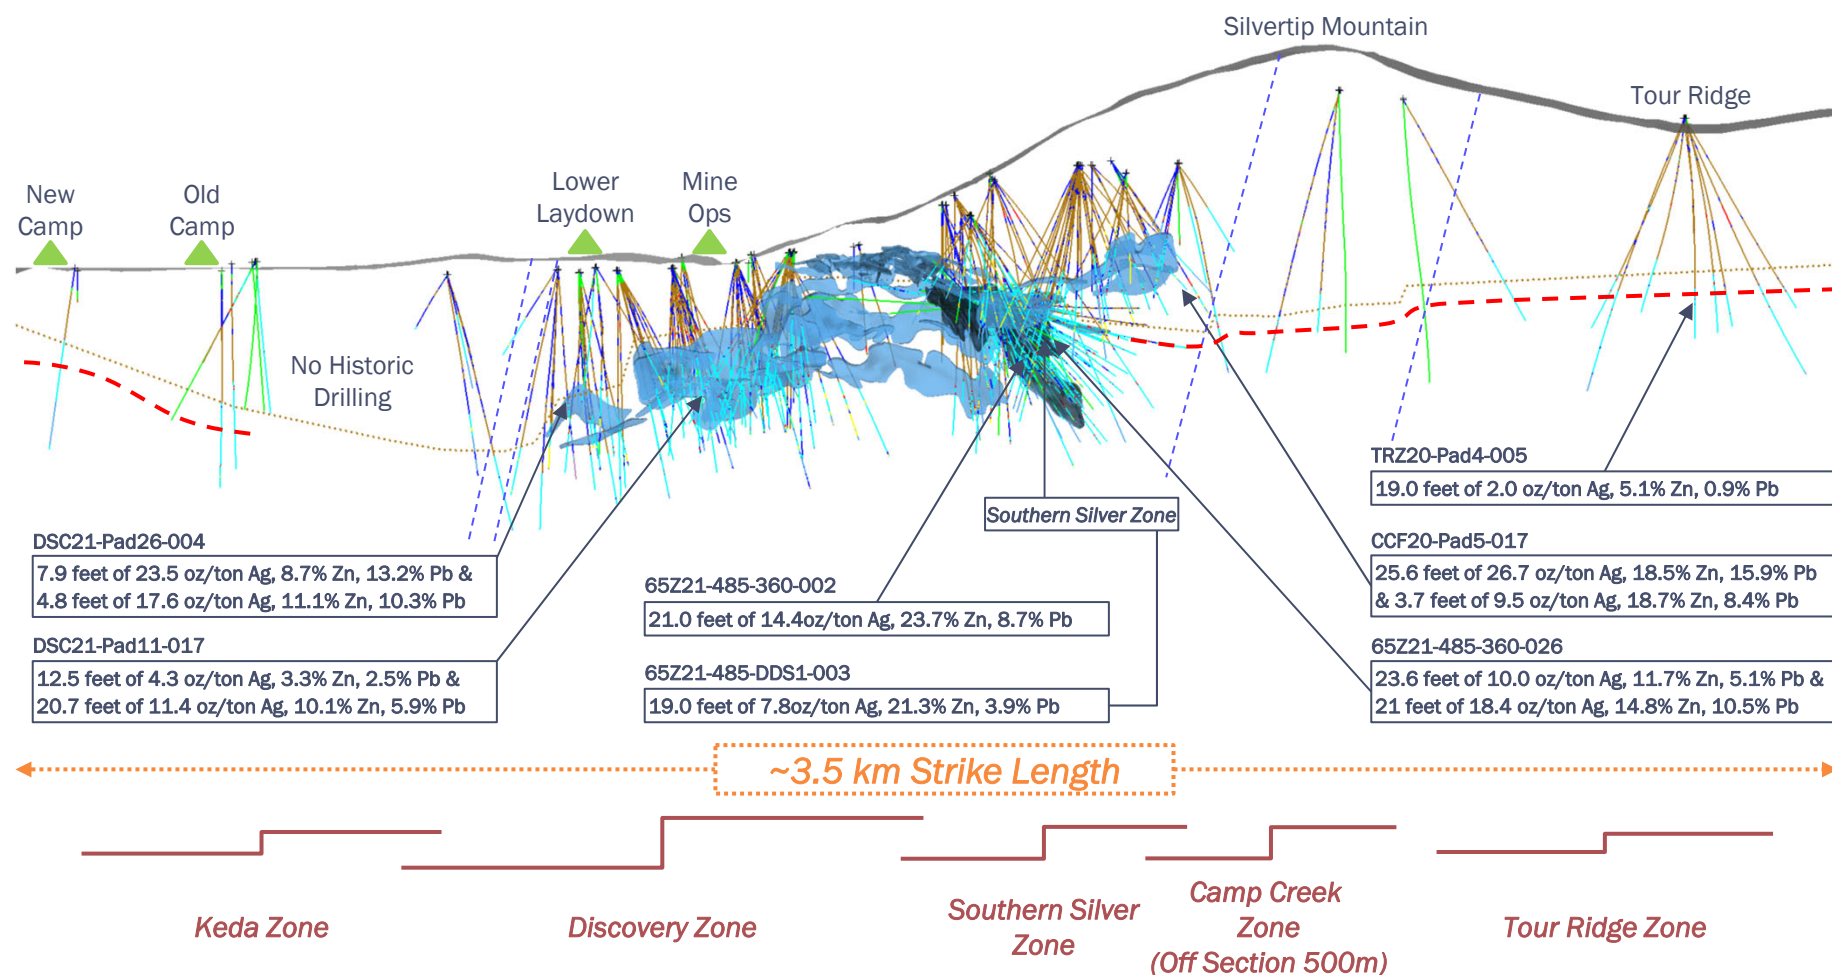 Silvertip Mountain
Tour Ridge
New
Camp
Old
Camp
Lower
Laydown
Mine
Ops
No Historic
Drilling
Southern Silver Zone
TRZ20-Pad4-005
19.0 feet of 2.0 oz/ton Ag, 5.1% Zn, 0.9% Pb
DSC21-Pad26-004
7.9 feet of 23.5 oz/ton Ag, 8.7% Zn, 13.2% Pb &
4.8 feet of 17.6 oz/ton Ag, 11.1% Zn, 10.3% Pb
DSC21-Pad11-017
12.5 feet of 4.3 oz/ton Ag, 3.3% Zn, 2.5% Pb &
20.7 feet of 11.4 oz/ton Ag, 10.1% Zn, 5.9% Pb
65Z21-485-360-002
21.0 feet of 14.4oz/ton Ag, 23.7% Zn, 8.7% Pb
65Z21-485-DDS1-003
19.0 feet of 7.8oz/ton Ag, 21.3% Zn, 3.9% Pb
CCF20-Pad5-017
25.6 feet of 26.7 oz/ton Ag, 18.5% Zn, 15.9% Pb
& 3.7 feet of 9.5 oz/ton Ag, 18.7% Zn, 8.4% Pb
65Z21-485-360-026
23.6 feet of 10.0 oz/ton Ag, 11.7% Zn, 5.1% Pb &
21 feet of 18.4 oz/ton Ag, 14.8% Zn, 10.5% Pb
~3.5 km Strike Length
Keda Zone
Discovery Zone
Southern Silver
Zone
Camp Creek
Zone
(Off Section 500m)
Tour Ridge Zone